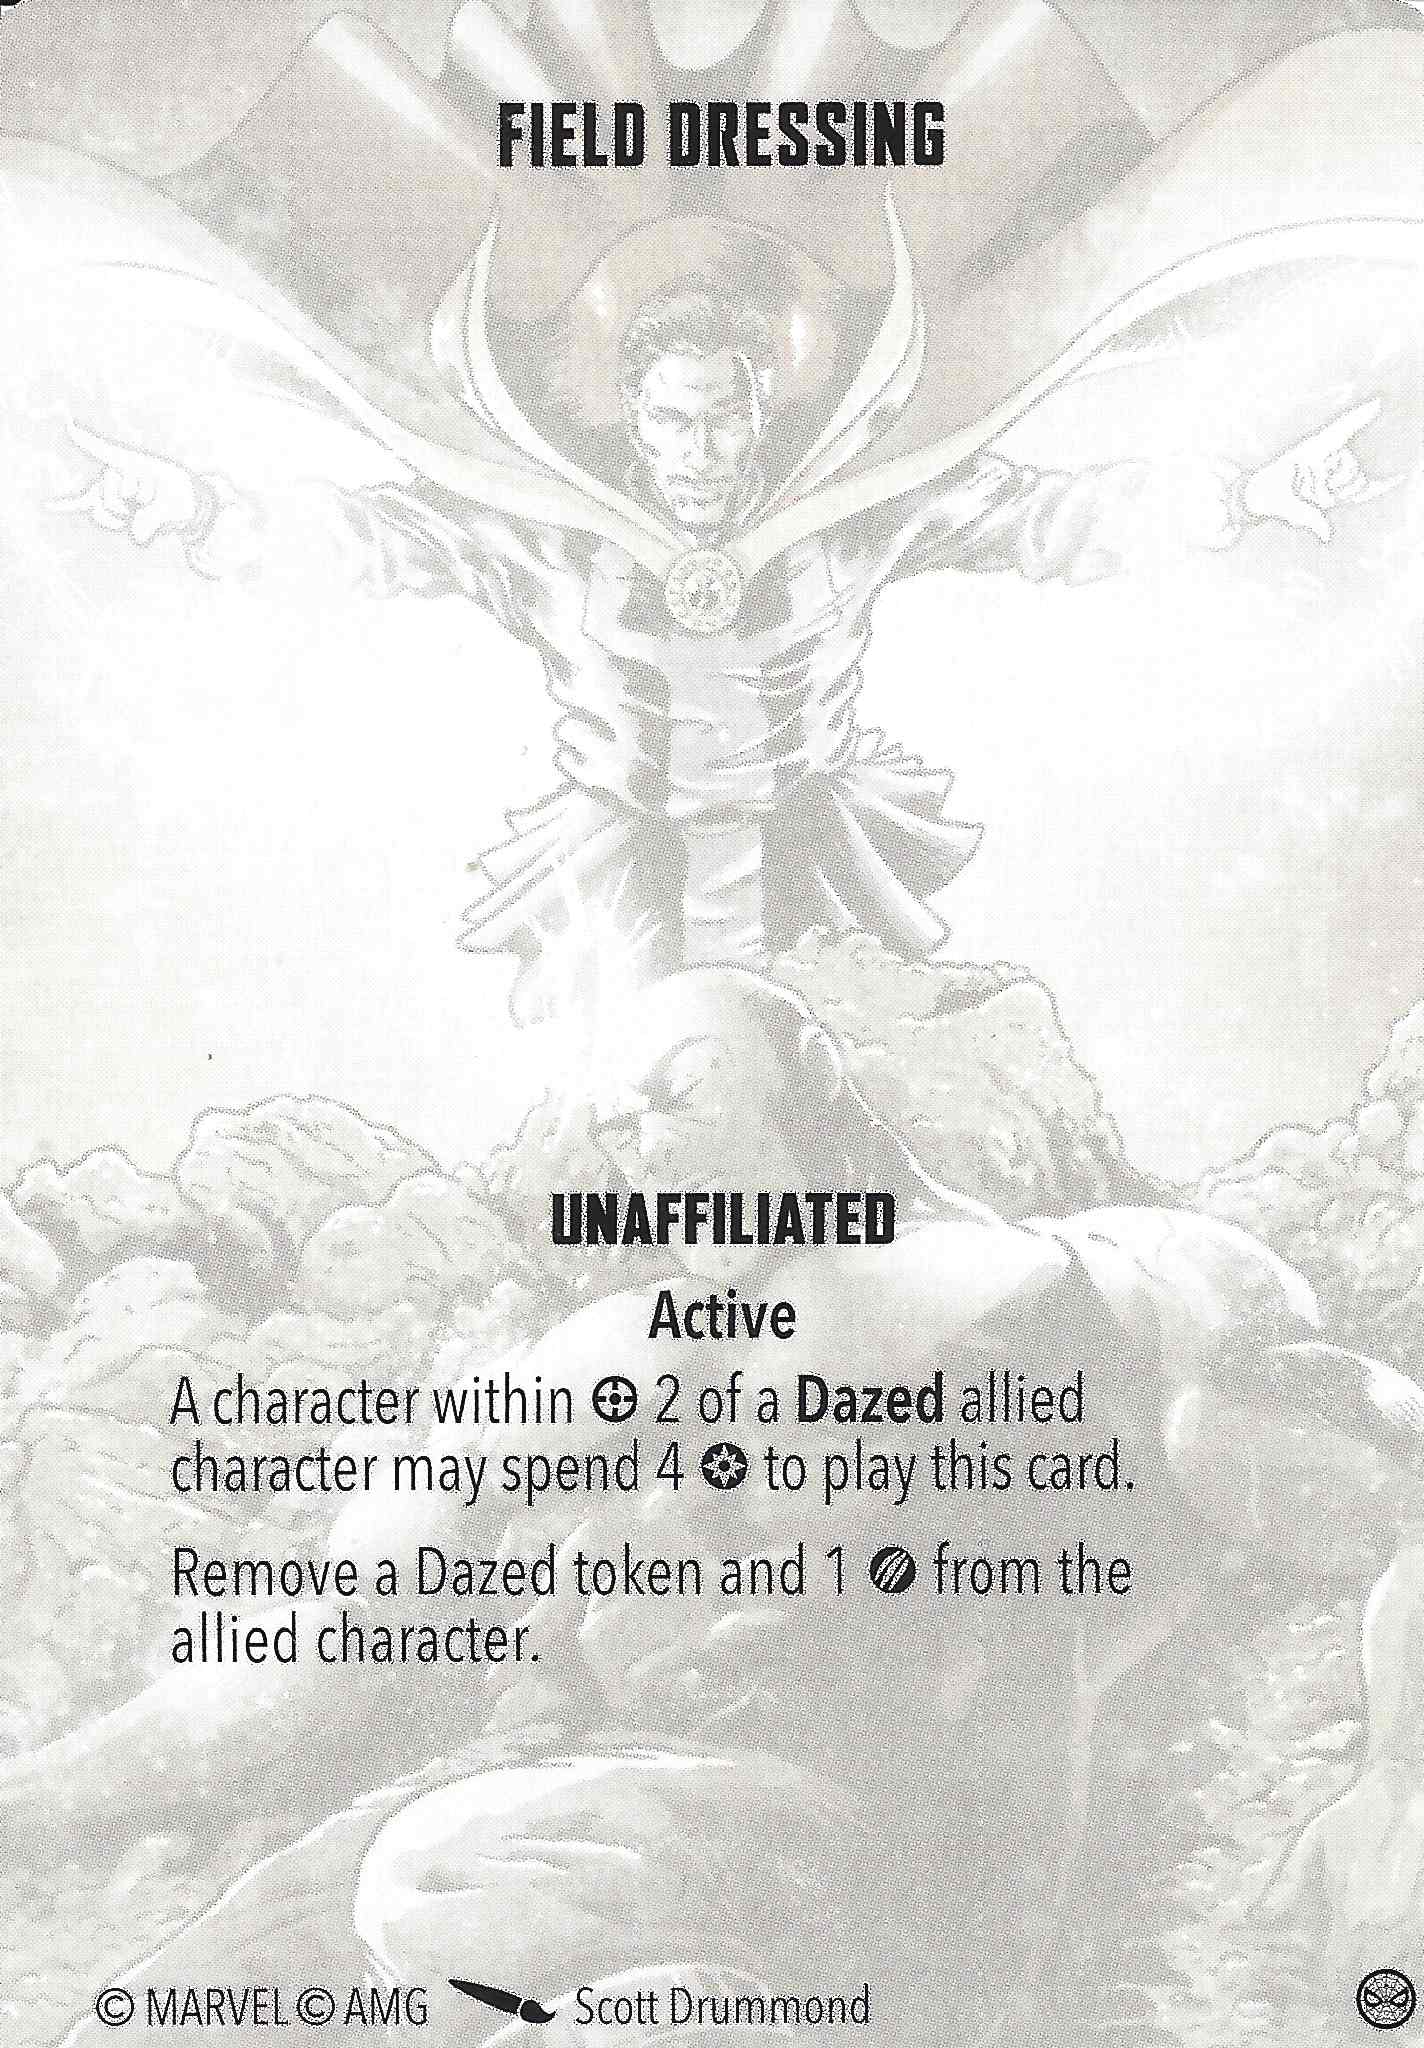 FIELD DRESSING
UNAFFILIATED
Active
A character within 2 of a Dazed allied
character may spend 4 to play this card.
Remove a Dazed token and 1 from the
allied character.
© MARVEL © AMG Scott Drummond